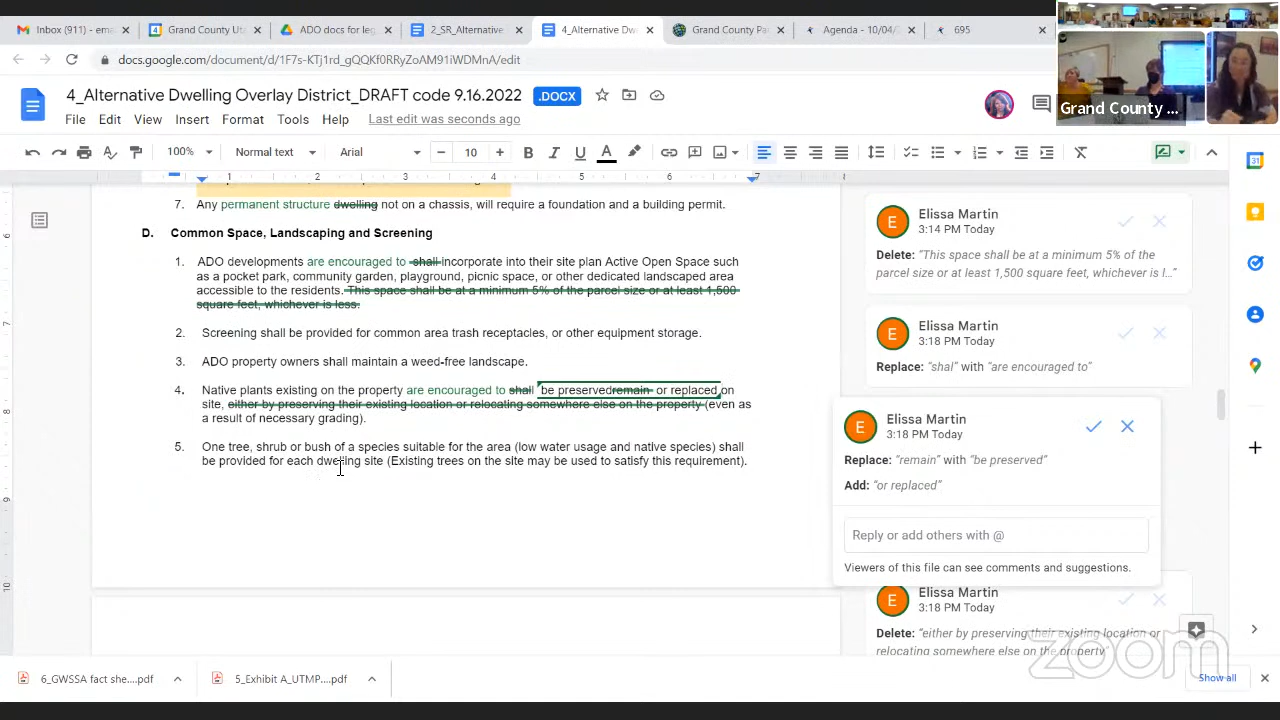 Inbox (911) - ema
Grand County Ut
ADO docs for le
2_SR_Alternative
4_Alternative Dw
Grand County Pa
Agenda - 10/04/
695
docs.google.com/document/d/1F7s-KTj1rd_gQQKf0RRyZoAM91iWDMnA/edit
4_Alternative Dwelling Overlay District_DRAFT code 9.16.2022 .DOCX
File Edit View Insert Format Tools Help Last edit was seconds ago
Grand County ...
100% Normal text Arial 10
1 2 3 4 5 6 7
7. Any permanent structure dwelling not on a chassis, will require a foundation and a building permit.
D. Common Space, Landscaping and Screening
1. ADO developments are encouraged to shall incorporate into their site plan Active Open Space such
as a pocket park, community garden, playground, picnic space, or other dedicated landscaped area
accessible to the residents. This space shall be at a minimum 5% of the parcel size or at least 1,500
square feet, whichever is less.
2. Screening shall be provided for common area trash receptacles, or other equipment storage.
3. ADO property owners shall maintain a weed-free landscape.
4. Native plants existing on the property are encouraged to shall be preservedremain or replaced on
site, either by preserving their existing location or relocating somewhere else on the property (even as
a result of necessary grading).
5. One tree, shrub or bush of a species suitable for the area (low water usage and native species) shall
be provided for each dwelling site (Existing trees on the site may be used to satisfy this requirement).
E
Elissa Martin
3:14 PM Today
Delete: "This space shall be at a minimum 5% of the
parcel size or at least 1,500 square feet, whichever is l..."
E
Elissa Martin
3:18 PM Today
Replace: "shal" with "are encouraged to"
E
Elissa Martin
3:18 PM Today
Replace: "remain" with "be preserved"
Add: "or replaced"
Reply or add others with @
Viewers of this file can see comments and suggestions.
E
Elissa Martin
3:18 PM Today
Delete: "either by preserving their existing location or
relocating somewhere else on the property"
zoom
6_GWSSA fact she....pdf
5_Exhibit A_UTMP....pdf
Show all